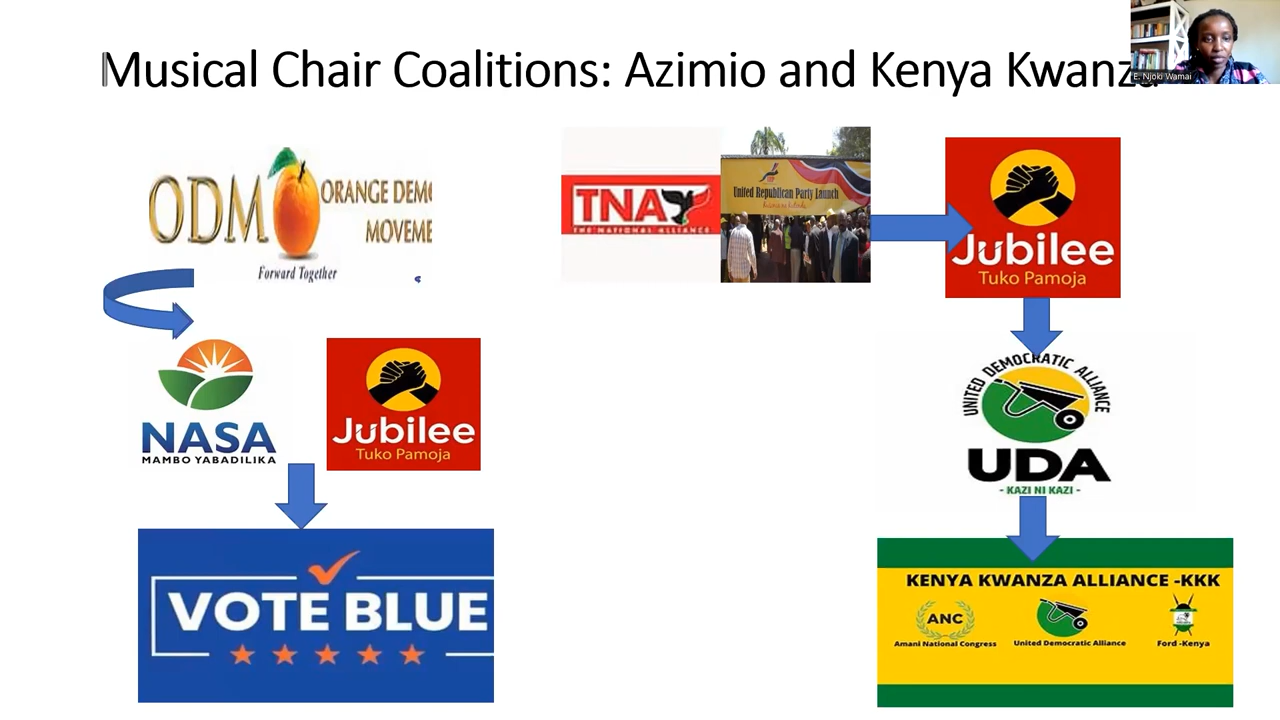 Musical Chair Coalitions: Azimio and Kenya Kwanza
E. Njoki Wamai
ODM
ORANGE DEMO
MOVEME
Forward Together
TNA
THE NATIONAL ALLIANCE
United Republican Party Launch
Jubilee
Tuko Pamoja
NASA
MAMBO YABADILIKA
Jubilee
Tuko Pamoja
UNITED DEMOCRATIC ALLIANCE
UDA
- KAZI NI KAZI -
VOTE BLUE
KENYA KWANZA ALLIANCE -KKK
ANC
Amani National Congress
United Democratic Alliance
Ford -Kenya